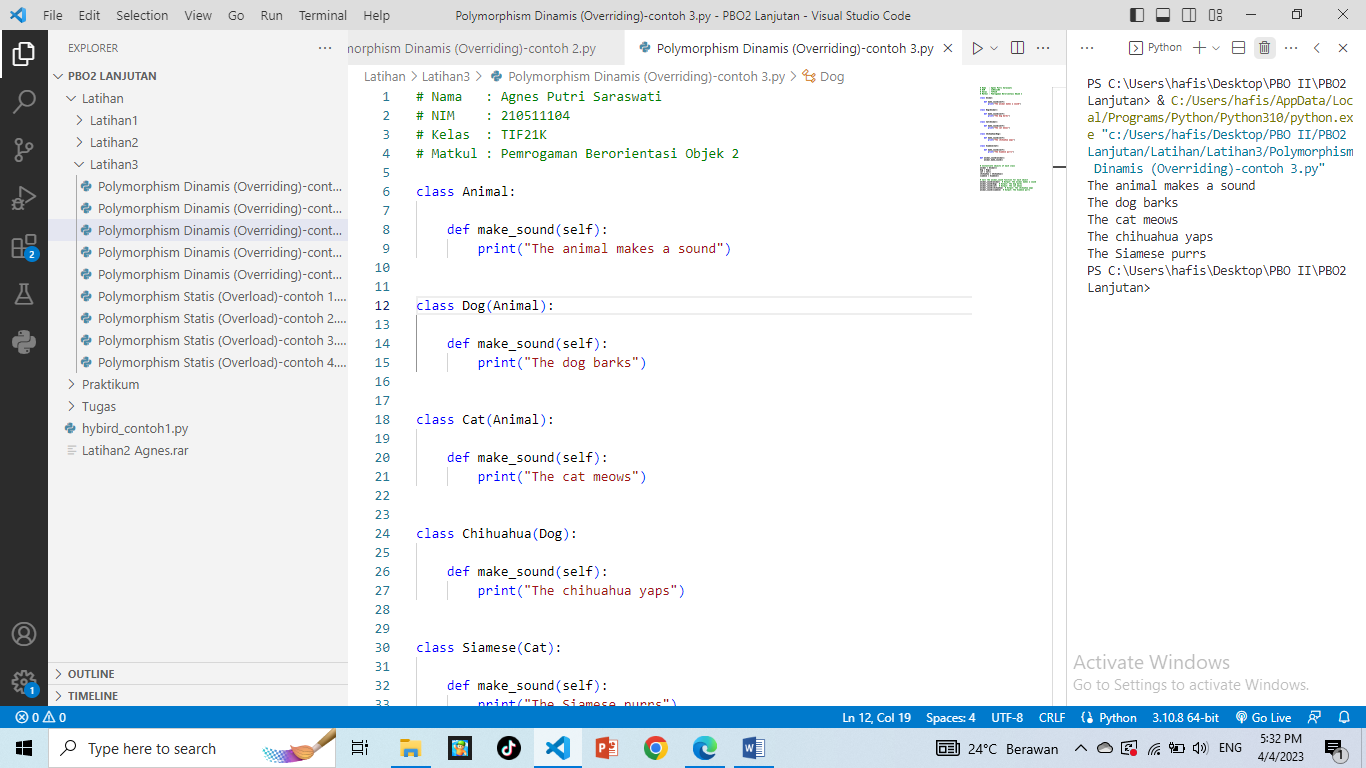 File Edit Selection View Go Run Terminal Help
Polymorphism Dinamis (Overriding)-contoh 3.py - PBO2 Lanjutan - Visual Studio Code
EXPLORER
PBO2 LANJUTAN
Latihan
Latihan1
Latihan2
Latihan3
Polymorphism Dinamis (Overriding)-cont...
Polymorphism Dinamis (Overriding)-cont...
Polymorphism Dinamis (Overriding)-cont...
Polymorphism Dinamis (Overriding)-cont...
Polymorphism Dinamis (Overriding)-cont...
Polymorphism Statis (Overload)-contoh 1....
Polymorphism Statis (Overload)-contoh 2....
Polymorphism Statis (Overload)-contoh 3....
Polymorphism Statis (Overload)-contoh 4....
Praktikum
Tugas
hybird_contoh1.py
Latihan2 Agnes.rar
OUTLINE
TIMELINE
2
1
morphism Dinamis (Overriding)-contoh 2.py
Polymorphism Dinamis (Overriding)-contoh 3.py
Latihan > Latihan3 > Polymorphism Dinamis (Overriding)-contoh 3.py > Dog
1 # Nama : Agnes Putri Saraswati
2 # NIM : 210511104
3 # Kelas : TIF21K
4 # Matkul : Pemrogaman Berorientasi Objek 2
5
6 class Animal:
7
8 def make_sound(self):
9 print("The animal makes a sound")
10
11
12 class Dog(Animal):
13
14 def make_sound(self):
15 print("The dog barks")
16
17
18 class Cat(Animal):
19
20 def make_sound(self):
21 print("The cat meows")
22
23
24 class Chihuahua(Dog):
25
26 def make_sound(self):
27 print("The chihuahua yaps")
28
29
30 class Siamese(Cat):
31
32 def make_sound(self):
33 print("The Siamese purrs")
Python
PS C:\Users\hafis\Desktop\PBO II\PBO2
Lanjutan> & C:/Users/hafis/AppData/Loc
al/Programs/Python/Python310/python.ex
e "c:/Users/hafis/Desktop/PBO II/PBO2
Lanjutan/Latihan/Latihan3/Polymorphism
Dinamis (Overriding)-contoh 3.py"
The animal makes a sound
The dog barks
The cat meows
The chihuahua yaps
The Siamese purrs
PS C:\Users\hafis\Desktop\PBO II\PBO2
Lanjutan>
Activate Windows
Go to Settings to activate Windows.
0 0
Ln 12, Col 19 Spaces: 4 UTF-8 CRLF Python 3.10.8 64-bit Go Live
Type here to search
24°C Berawan
ENG
5:32 PM
4/4/2023
1